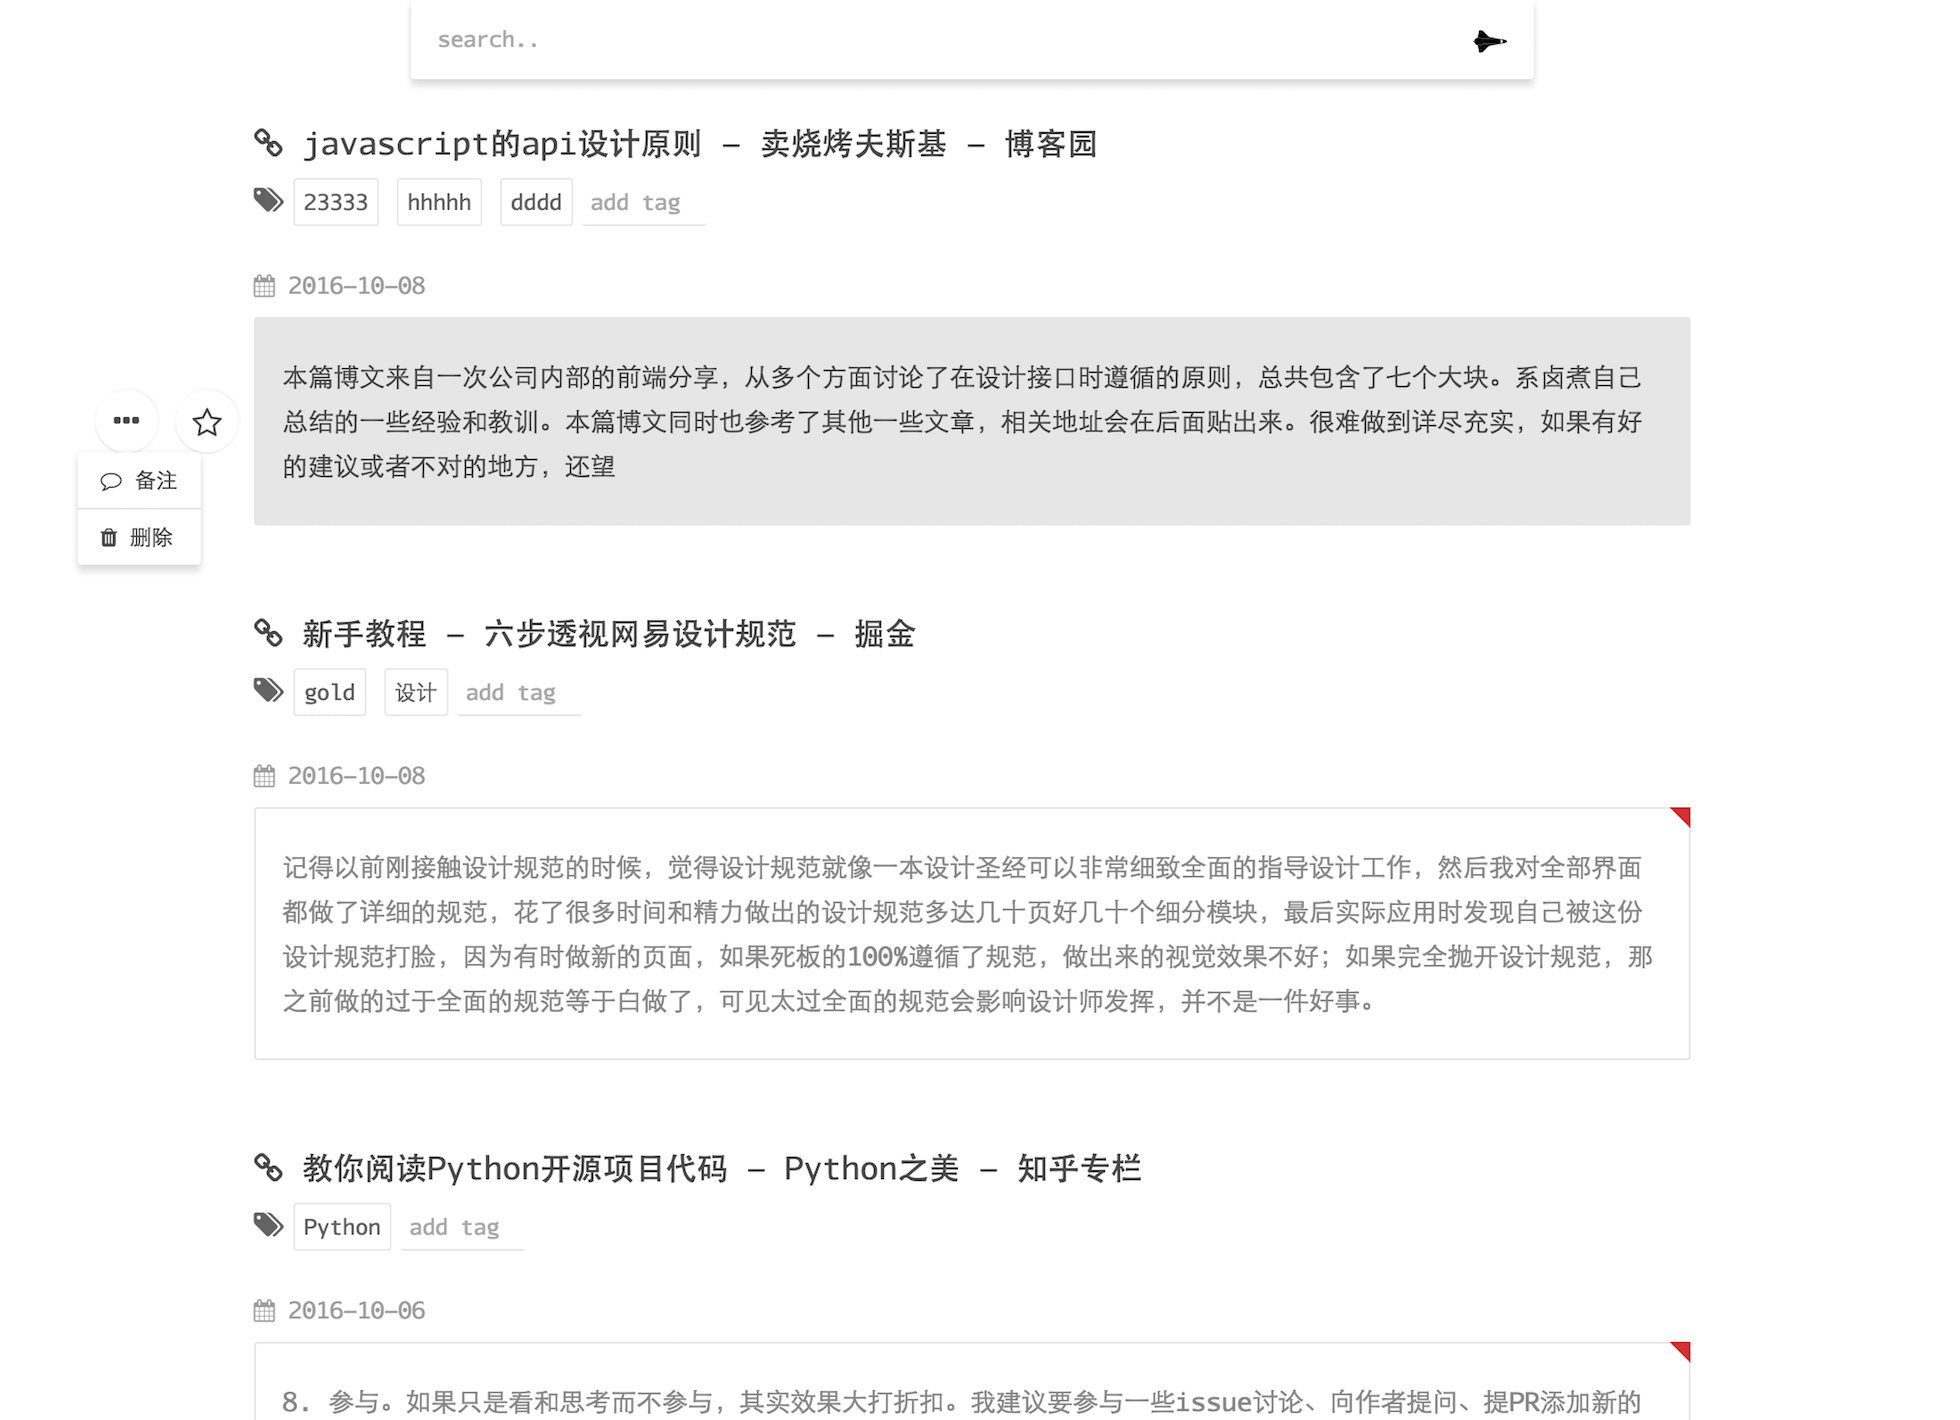 search..
javascript的api设计原则 – 卖烧烤夫斯基 – 博客园
23333 hhhhh dddd add tag
2016-10-08
本篇博文来自一次公司内部的前端分享，从多个方面讨论了在设计接口时遵循的原则，总共包含了七个大块。系卤煮自己
总结的一些经验和教训。本篇博文同时也参考了其他一些文章，相关地址会在后面贴出来。很难做到详尽充实，如果有好
的建议或者不对的地方，还望
备注
删除
新手教程 – 六步透视网易设计规范 – 掘金
gold 设计 add tag
2016-10-08
记得以前刚接触设计规范的时候，觉得设计规范就像一本设计圣经可以非常细致全面的指导设计工作，然后我对全部界面
都做了详细的规范，花了很多时间和精力做出的设计规范多达几十页好几十个细分模块，最后实际应用时发现自己被这份
设计规范打脸，因为有时做新的页面，如果死板的100%遵循了规范，做出来的视觉效果不好；如果完全抛开设计规范，那
之前做的过于全面的规范等于白做了，可见太过全面的规范会影响设计师发挥，并不是一件好事。
教你阅读Python开源项目代码 – Python之美 – 知乎专栏
Python add tag
2016-10-06
8. 参与。如果只是看和思考而不参与，其实效果大打折扣。我建议要参与一些issue讨论、向作者提问、提PR添加新的